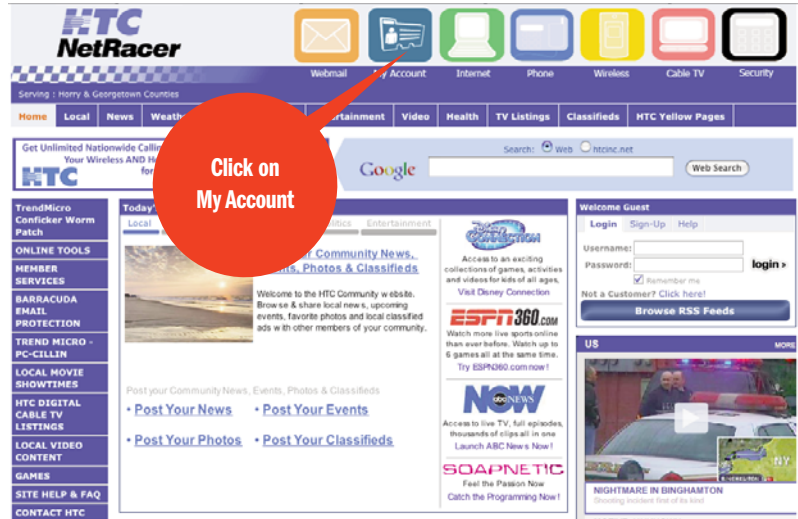 HTC
NetRacer
Webmail
My Account
Internet
Phone
Wireless
Cable TV
Security
Serving : Horry & Georgetown Counties
Home
Local
News
Video
Health
TV Listings
Classifieds
HTC Yellow Pages
Click on
My Account
Get Unlimited Nationwide
Your Wireless AND
HTC
Google
Search: Web htcinc.net
Web Search
TrendMicro
Conficker Worm
Patch
ONLINE TOOLS
MEMBER
SERVICES
BARRACUDA
EMAIL
PROTECTION
TREND MICRO -
PC-CILLIN
LOCAL MOVIE
SHOWTIMES
HTC DIGITAL
CABLE TV
LISTINGS
LOCAL VIDEO
CONTENT
GAMES
SITE HELP & FAQ
CONTACT HTC
Local
Entertainment
Community News,
Photos & Classifieds
Welcome to the HTC Community website.
Browse & share local news, upcoming
events, favorite photos and local classified
ads with other members of your community.
Post your Community News, Events, Photos & Classifieds
• Post Your News
• Post Your Events
• Post Your Photos
• Post Your Classifieds
Disney
CONNECTION
Access to an exciting
collections of games, activities
and videos for kids of all ages,
Visit Disney Connection
ESPN360.COM
Watch more live sports online
than ever before. Watch up to
6 games all at the same time.
Try ESPN360.com now!
abc NEWS
NOW
Access to live TV, full episodes,
thousands of clips all in one
Launch ABC News Now!
SOAPNETIC
Feel the Passion Now
Catch the Programming Now!
Welcome Guest
Login Sign-Up Help
Username:
Password:
login »
Remember me
Not a Customer? Click here!
Browse RSS Feeds
US
MORE
NY
NIGHTMARE IN BINGHAMTON
Shooting incident first of its kind